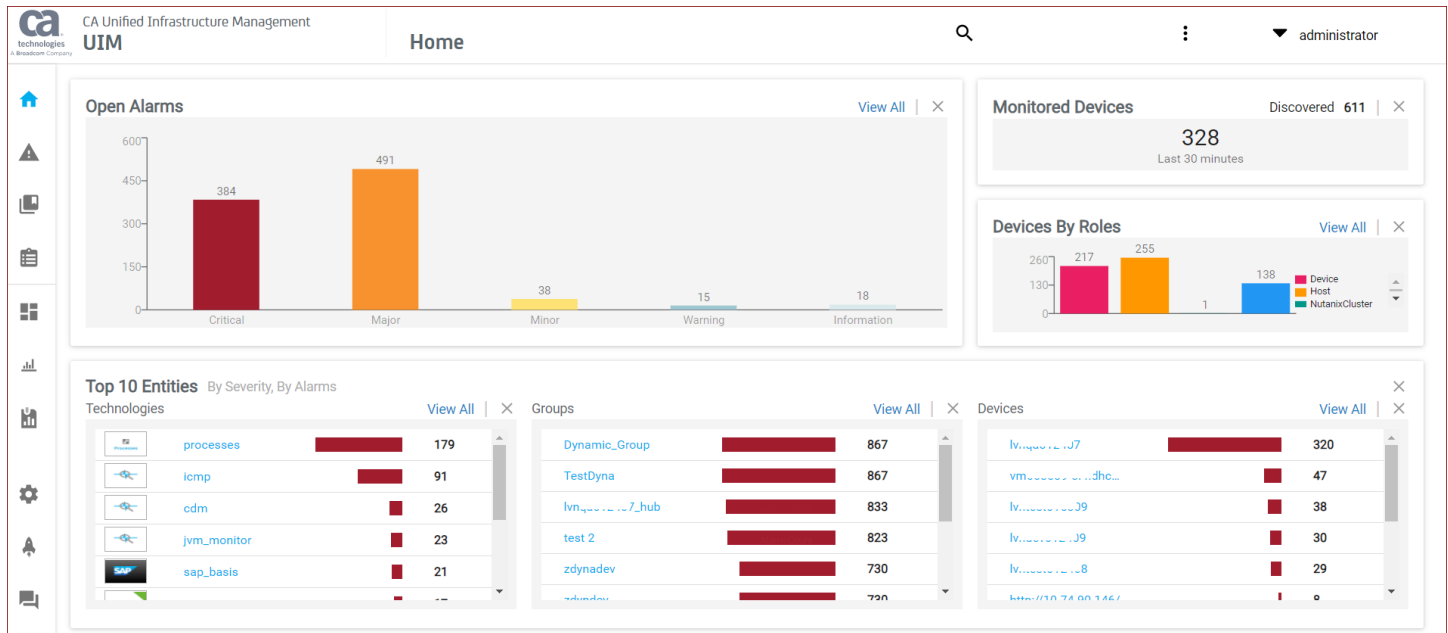 ca
technologies
A Broadcom Company
CA Unified Infrastructure Management
UIM
Home
administrator
Open Alarms
View All
600
450
300
150
0
384
491
38
15
18
Critical
Major
Minor
Warning
Information
Monitored Devices
Discovered 611
328
Last 30 minutes
Devices By Roles
View All
260
130
0
217
255
1
138
Device
Host
NutanixCluster
Top 10 Entities By Severity, By Alarms
Technologies
View All
processes 179
icmp 91
cdm 26
jvm_monitor 23
SAP sap_basis 21
Groups
View All
Dynamic_Group 867
TestDyna 867
833
test 2 823
zdynadev 730
730
Devices
View All
320
47
38
30
29
http://10.74.90.146/ 8